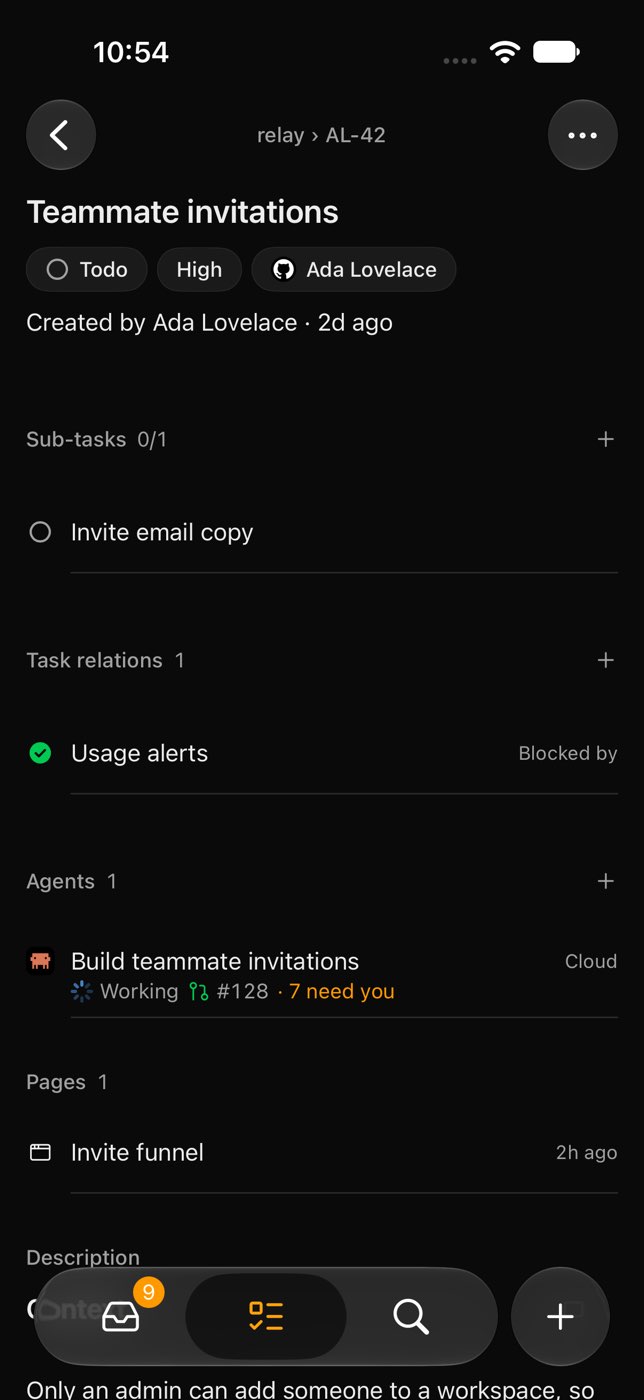 10:54
relay › AL-42
Teammate invitations
Todo
High
Ada Lovelace
Created by Ada Lovelace · 2d ago
Sub-tasks 0/1
Invite email copy
Task relations 1
Usage alerts
Blocked by
Agents 1
Build teammate invitations
Cloud
Working #128 · 7 need you
Pages 1
Invite funnel
2h ago
Description
9
Only an admin can add someone to a workspace, so